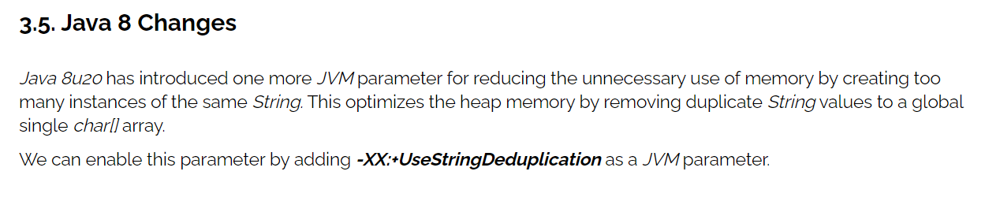 3.5. Java 8 Changes
Java 8u20 has introduced one more JVM parameter for reducing the unnecessary use of memory by creating too
many instances of the same String. This optimizes the heap memory by removing duplicate String values to a global
single char[] array.
We can enable this parameter by adding -XX:+UseStringDeduplication as a JVM parameter.